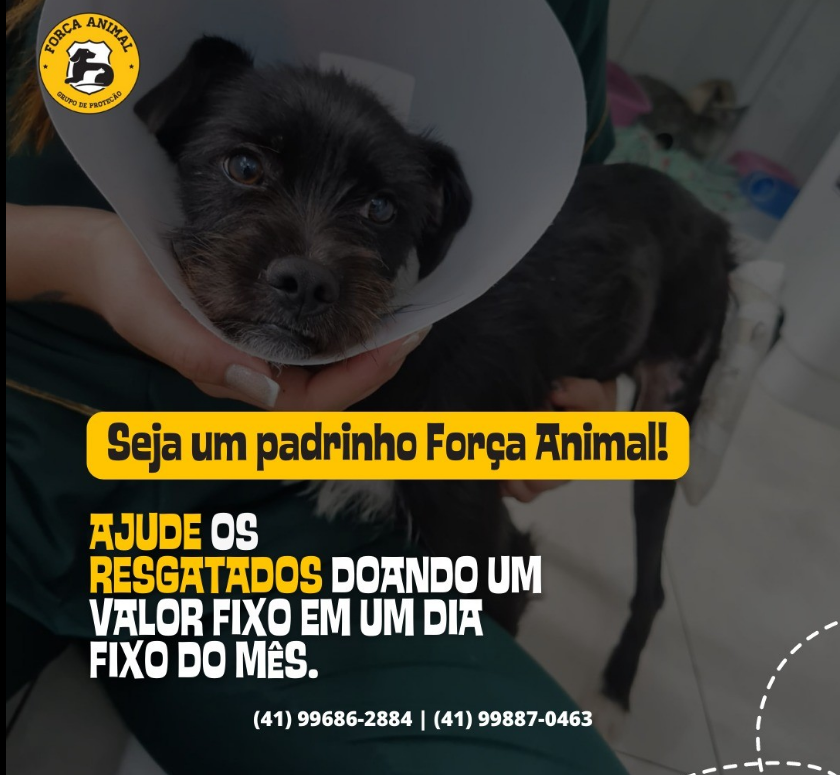 FORÇA ANIMAL
GRUPO DE PROTEÇÃO
Seja um padrinho Força Animal!
AJUDE OS
RESGATADOS DOANDO UM
VALOR FIXO EM UM DIA
FIXO DO MÊS.
(41) 99686-2884 | (41) 99887-0463